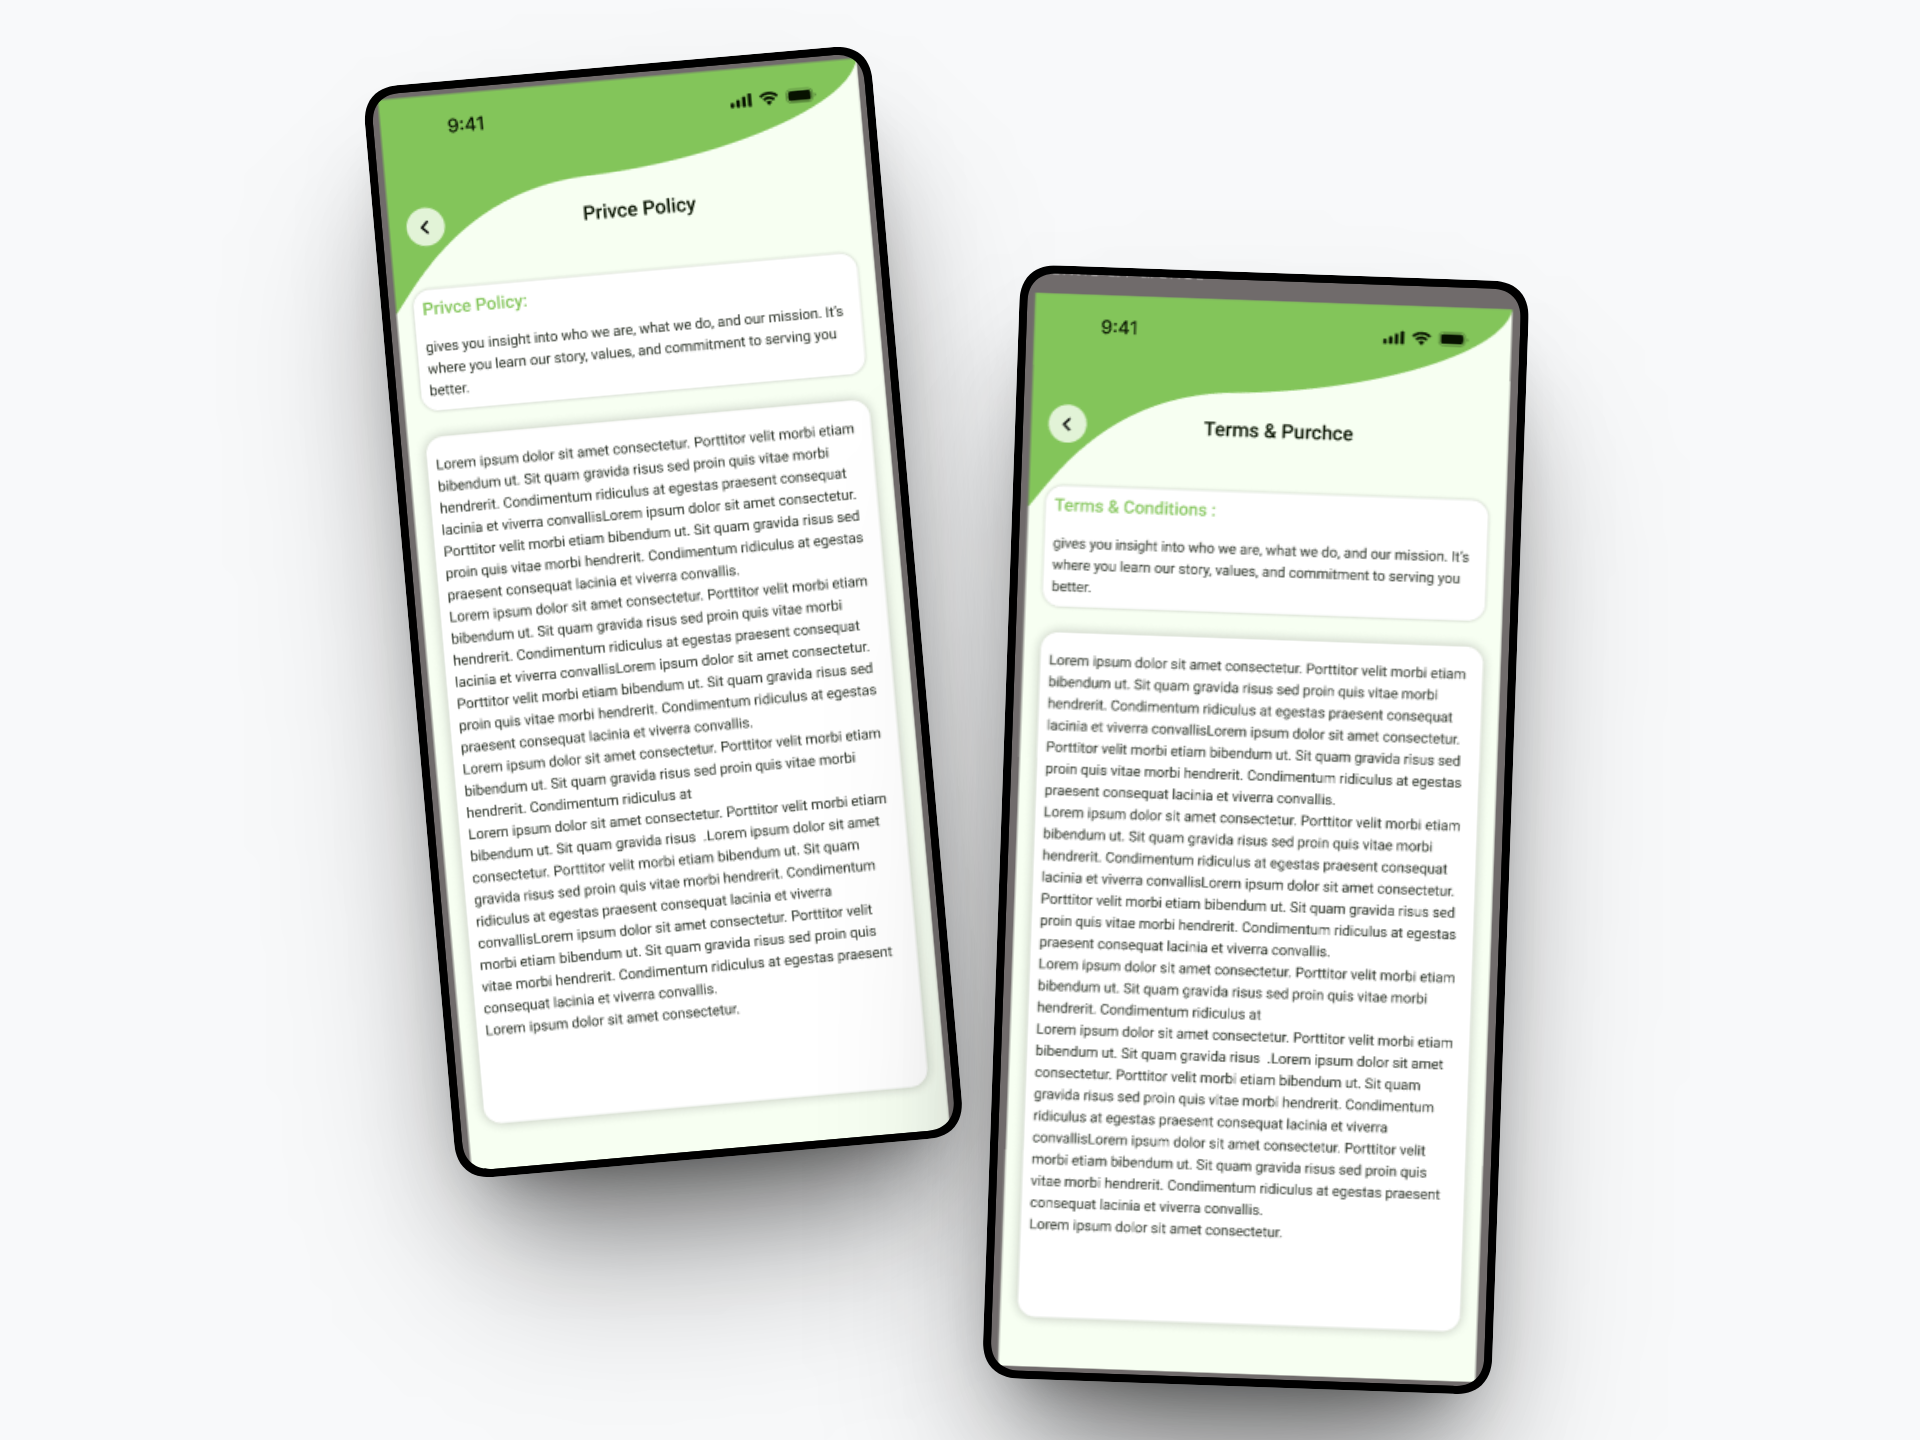 9:41
Privce Policy
Privce Policy:
gives you insight into who we are, what we do, and our mission. It's
where you learn our story, values, and commitment to serving you
better.
Lorem ipsum dolor sit amet consectetur. Porttitor velit morbi etiam
bibendum ut. Sit quam gravida risus sed proin quis vitae morbi
hendrerit. Condimentum ridiculus at egestas praesent consequat
lacinia et viverra convallisLorem ipsum dolor sit amet consectetur.
Porttitor velit morbi etiam bibendum ut. Sit quam gravida risus sed
proin quis vitae morbi hendrerit. Condimentum ridiculus at egestas
praesent consequat lacinia et viverra convallis.
Lorem ipsum dolor sit amet consectetur. Porttitor velit morbi etiam
bibendum ut. Sit quam gravida risus sed proin quis vitae morbi
hendrerit. Condimentum ridiculus at egestas praesent consequat
lacinia et viverra convallisLorem ipsum dolor sit amet consectetur.
Porttitor velit morbi etiam bibendum ut. Sit quam gravida risus sed
proin quis vitae morbi hendrerit. Condimentum ridiculus at egestas
praesent consequat lacinia et viverra convallis.
Lorem ipsum dolor sit amet consectetur. Porttitor velit morbi etiam
bibendum ut. Sit quam gravida risus sed proin quis vitae morbi
hendrerit. Condimentum ridiculus at
Lorem ipsum dolor sit amet consectetur. Porttitor velit morbi etiam
bibendum ut. Sit quam gravida risus  .Lorem ipsum dolor sit amet
consectetur. Porttitor velit morbi etiam bibendum ut. Sit quam
gravida risus sed proin quis vitae morbi hendrerit. Condimentum
ridiculus at egestas praesent consequat lacinia et viverra
convallisLorem ipsum dolor sit amet consectetur. Porttitor velit
morbi etiam bibendum ut. Sit quam gravida risus sed proin quis
vitae morbi hendrerit. Condimentum ridiculus at egestas praesent
consequat lacinia et viverra convallis.
Lorem ipsum dolor sit amet consectetur.
9:41
Terms & Purchce
Terms & Conditions :
gives you insight into who we are, what we do, and our mission. It's
where you learn our story, values, and commitment to serving you
better.
Lorem ipsum dolor sit amet consectetur. Porttitor velit morbi etiam
bibendum ut. Sit quam gravida risus sed proin quis vitae morbi
hendrerit. Condimentum ridiculus at egestas praesent consequat
lacinia et viverra convallisLorem ipsum dolor sit amet consectetur.
Porttitor velit morbi etiam bibendum ut. Sit quam gravida risus sed
proin quis vitae morbi hendrerit. Condimentum ridiculus at egestas
praesent consequat lacinia et viverra convallis.
Lorem ipsum dolor sit amet consectetur. Porttitor velit morbi etiam
bibendum ut. Sit quam gravida risus sed proin quis vitae morbi
hendrerit. Condimentum ridiculus at egestas praesent consequat
lacinia et viverra convallisLorem ipsum dolor sit amet consectetur.
Porttitor velit morbi etiam bibendum ut. Sit quam gravida risus sed
proin quis vitae morbi hendrerit. Condimentum ridiculus at egestas
praesent consequat lacinia et viverra convallis.
Lorem ipsum dolor sit amet consectetur. Porttitor velit morbi etiam
bibendum ut. Sit quam gravida risus sed proin quis vitae morbi
hendrerit. Condimentum ridiculus at
Lorem ipsum dolor sit amet consectetur. Porttitor velit morbi etiam
bibendum ut. Sit quam gravida risus  .Lorem ipsum dolor sit amet
consectetur. Porttitor velit morbi etiam bibendum ut. Sit quam
gravida risus sed proin quis vitae morbi hendrerit. Condimentum
ridiculus at egestas praesent consequat lacinia et viverra
convallisLorem ipsum dolor sit amet consectetur. Porttitor velit
morbi etiam bibendum ut. Sit quam gravida risus sed proin quis
vitae morbi hendrerit. Condimentum ridiculus at egestas praesent
consequat lacinia et viverra convallis.
Lorem ipsum dolor sit amet consectetur.